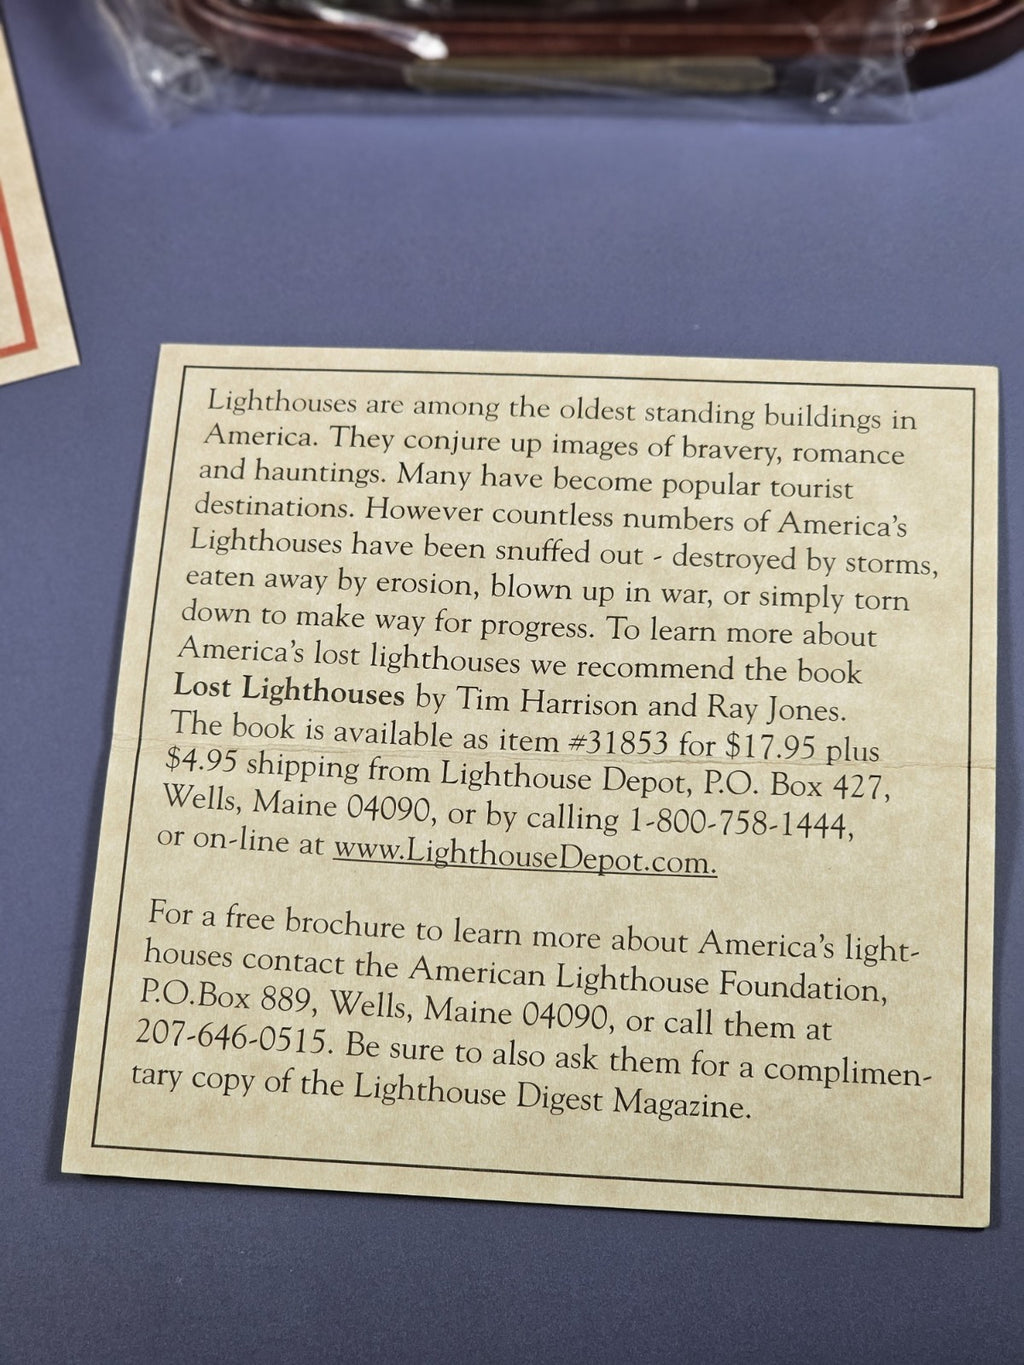 Lighthouses are among the oldest standing buildings in
America. They conjure up images of bravery, romance
and hauntings. Many have become popular tourist
destinations. However countless numbers of America's
Lighthouses have been snuffed out - destroyed by storms,
eaten away by erosion, blown up in war, or simply torn
down to make way for progress. To learn more about
America's lost lighthouses we recommend the book
Lost Lighthouses by Tim Harrison and Ray Jones.
The book is available as item #31853 for $17.95 plus
$4.95 shipping from Lighthouse Depot, P.O. Box 427,
Wells, Maine 04090, or by calling 1-800-758-1444,
or on-line at www.LighthouseDepot.com.
For a free brochure to learn more about America's light-
houses contact the American Lighthouse Foundation,
P.O.Box 889, Wells, Maine 04090, or call them at
207-646-0515. Be sure to also ask them for a complimen-
tary copy of the Lighthouse Digest Magazine.